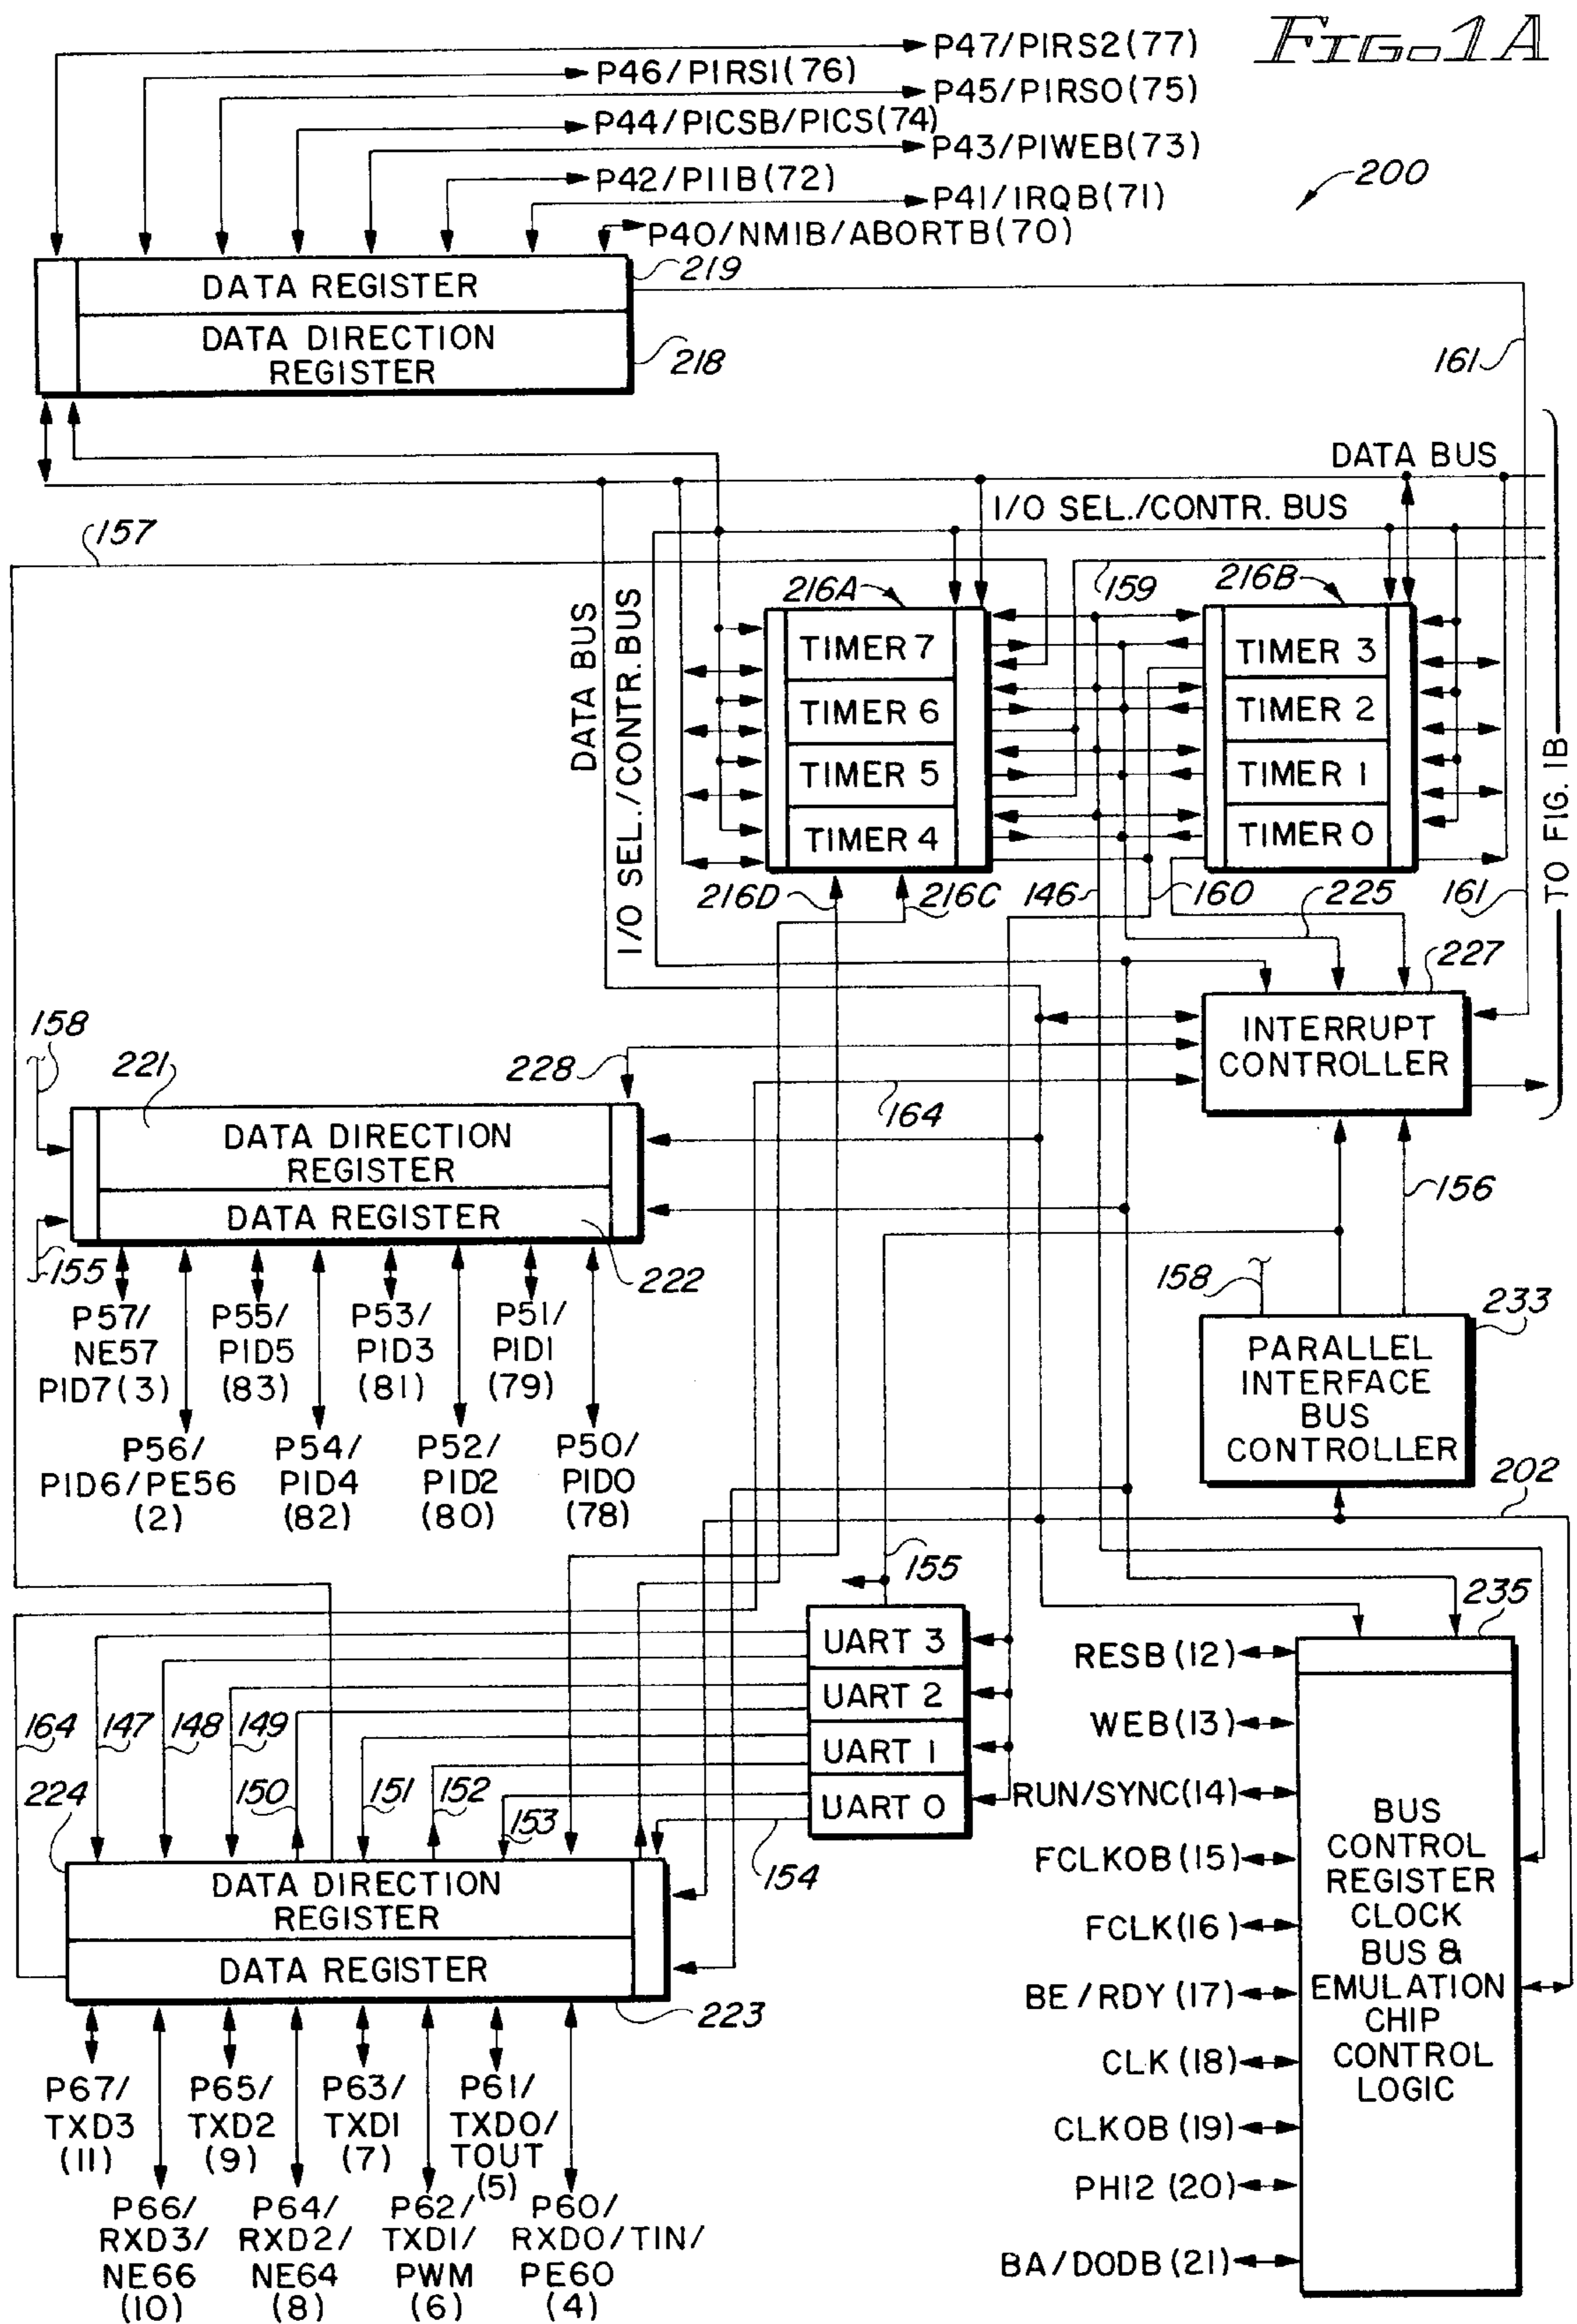 FIG. 1A
P47/PIRS2(77)
P46/PIRS1(76)
P45/PIRSO(75)
P44/PICSB/PICS(74)
P43/PIWEB(73)
P42/PIIB(72)
P41/IRQB(71)
P40/NMIB/ABORTB(70)
200
219
DATA REGISTER
DATA DIRECTION
REGISTER
218
161
DATA BUS
I/O SEL./CONTR. BUS
157
159
DATA BUS
I/O SEL./CONTR.BUS
216A
216B
TIMER 7
TIMER 6
TIMER 5
TIMER 4
TIMER 3
TIMER 2
TIMER 1
TIMER 0
TO FIG. 1B
216D
216C
146
160
225
161
227
INTERRUPT
CONTROLLER
158
221
228
164
DATA DIRECTION
REGISTER
DATA REGISTER
155
222
156
158
233
P57/
NE57
PID7(3)
P55/
PID5
(83)
P53/
PID3
(81)
P51/
PID1
(79)
P56/
PID6/PE56
(2)
P54/
PID4
(82)
P52/
PID2
(80)
P50/
PIDO
(78)
PARALLEL
INTERFACE
BUS
CONTROLLER
202
155
235
UART 3
UART 2
UART 1
UART 0
164
147
148
149
150
151
152
153
154
224
DATA DIRECTION
REGISTER
DATA REGISTER
223
RESB (12)
WEB (13)
RUN/SYNC(14)
FCLKOB (15)
FCLK(16)
BE/RDY (17)
CLK (18)
CLKOB (19)
PHI2 (20)
BA/DODB (21)
BUS
CONTROL
REGISTER
CLOCK
BUS &
EMULATION
CHIP
CONTROL
LOGIC
P67/
TXD3
(11)
P65/
TXD2
(9)
P63/
TXD1
(7)
P61/
TXDO/
TOUT
(5)
P66/
RXD3/
NE66
(10)
P64/
RXD2/
NE64
(8)
P62/
TXD1/
PWM
(6)
P60/
RXDO/TIN/
PE60
(4)